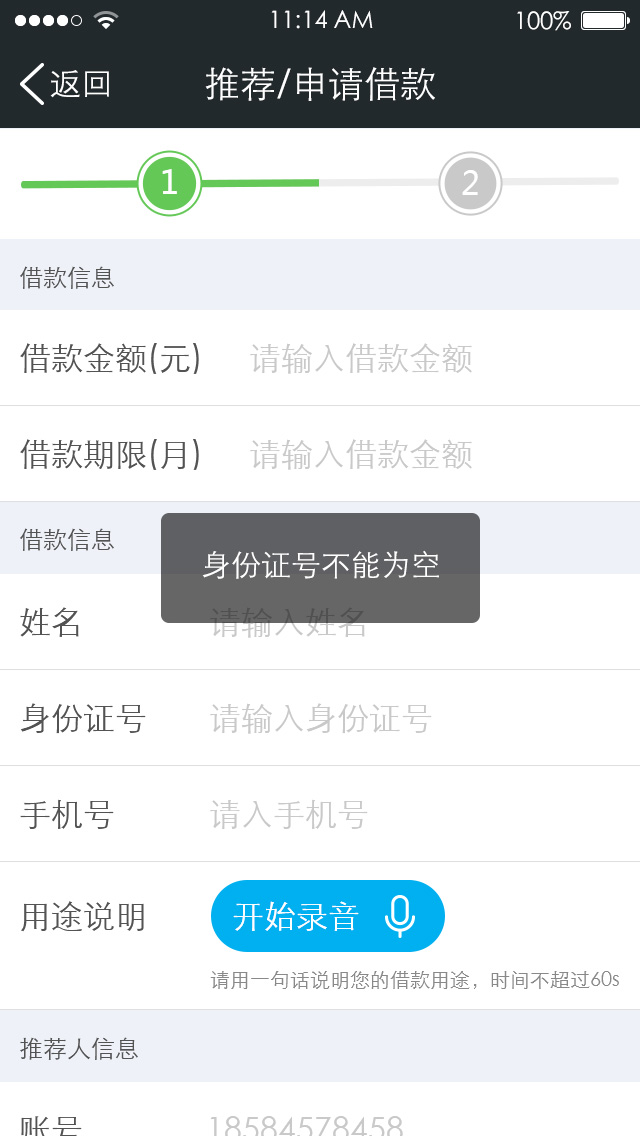 11:14 AM 100%
返回 推荐/申请借款
1 2
借款信息
借款金额(元) 请输入借款金额
借款期限(月) 请输入借款金额
借款信息
身份证号不能为空
姓名 请输入姓名
身份证号 请输入身份证号
手机号 请入手机号
用途说明 开始录音
请用一句话说明您的借款用途，时间不超过60s
推荐人信息
账号 18584578458